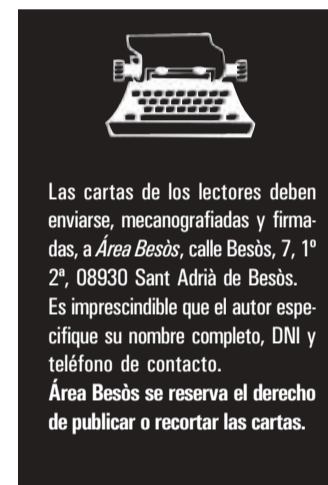 Las cartas de los lectores deben
enviarse, mecanografiadas y firma-
das, a Área Besòs, calle Besòs, 7, 1º
2ª, 08930 Sant Adrià de Besòs.
Es imprescindible que el autor espe-
cifique su nombre completo, DNI y
teléfono de contacto.
Área Besòs se reserva el derecho
de publicar o recortar las cartas.